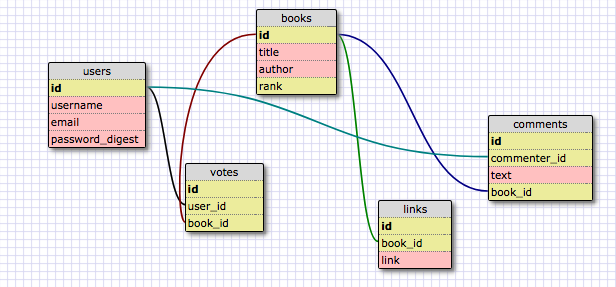 books
id
title
author
rank
users
id
username
email
password_digest
comments
id
commenter_id
text
book_id
votes
id
user_id
book_id
links
id
book_id
link